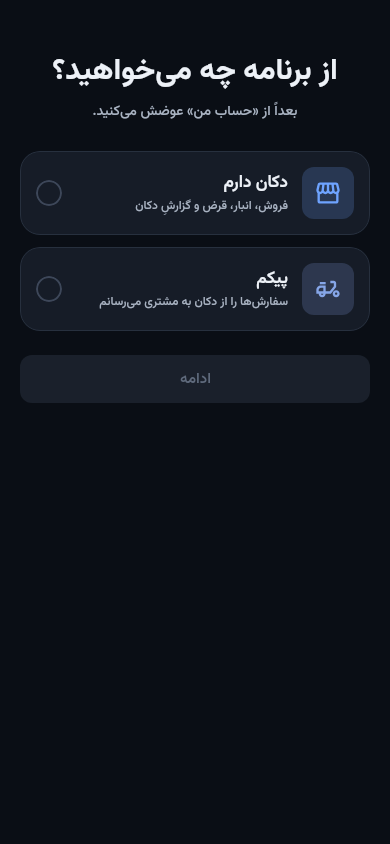 از برنامه چه می‌خواهید؟
بعداً از «حساب من» عوضش می‌کنید.
دکان دارم
فروش، انبار، قرض و گزارشِ دکان
پیکم
سفارش‌ها را از دکان به مشتری می‌رسانم
ادامه